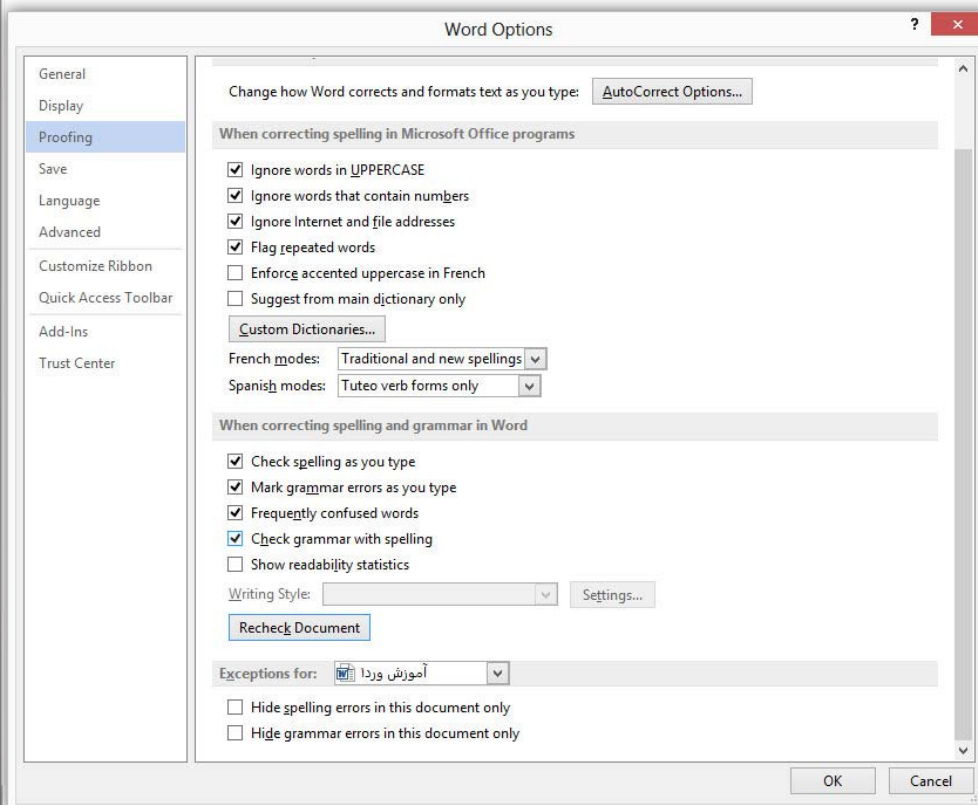 Word Options
?
General
Display
Proofing
Save
Language
Advanced
Customize Ribbon
Quick Access Toolbar
Add-Ins
Trust Center
Change how Word corrects and formats text as you type: AutoCorrect Options...
When correcting spelling in Microsoft Office programs
Ignore words in UPPERCASE
Ignore words that contain numbers
Ignore Internet and file addresses
Flag repeated words
Enforce accented uppercase in French
Suggest from main dictionary only
Custom Dictionaries...
French modes: Traditional and new spellings
Spanish modes: Tuteo verb forms only
When correcting spelling and grammar in Word
Check spelling as you type
Mark grammar errors as you type
Frequently confused words
Check grammar with spelling
Show readability statistics
Writing Style: Settings...
Recheck Document
Exceptions for: آموزش وردا
Hide spelling errors in this document only
Hide grammar errors in this document only
OK Cancel